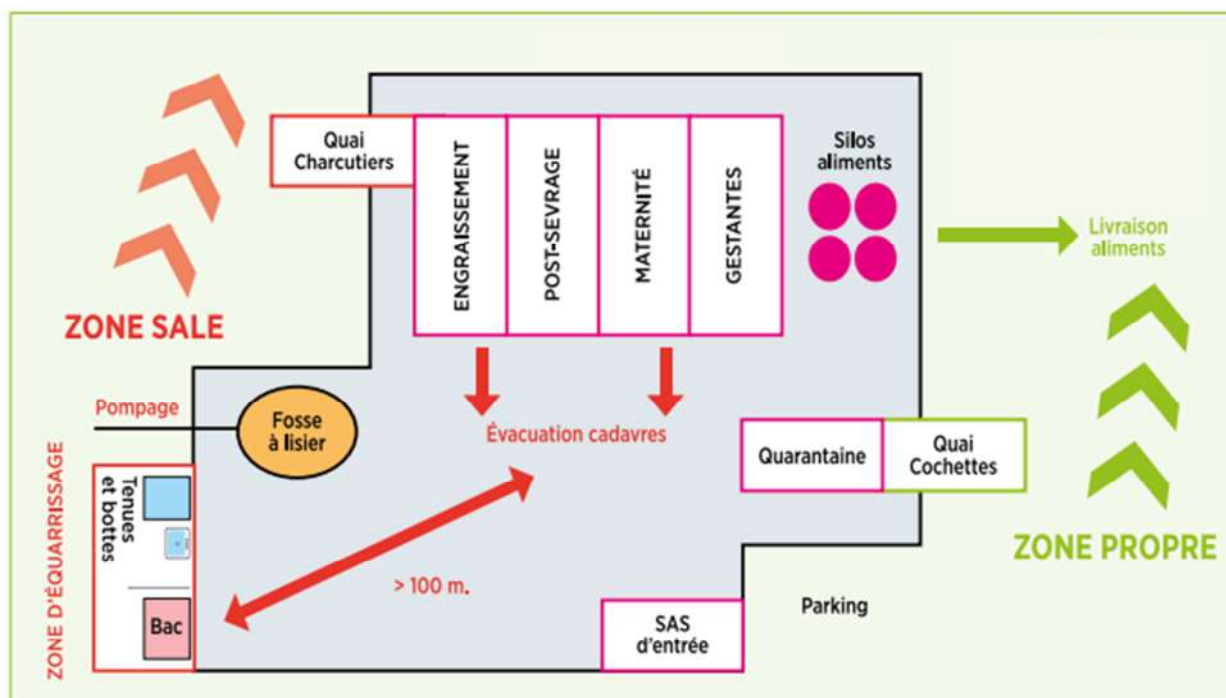 Quai
Charcutiers
ENGRAISSEMENT
POST-SEVRAGE
MATERNITÉ
GESTANTES
Silos
aliments
Livraison
aliments
ZONE SALE
Pompage
Fosse
à lisier
Évacuation cadavres
Quarantaine
Quai
Cochettes
ZONE D'ÉQUARRISSAGE
Tenues
et bottes
Bac
> 100 m.
ZONE PROPRE
SAS
d'entrée
Parking